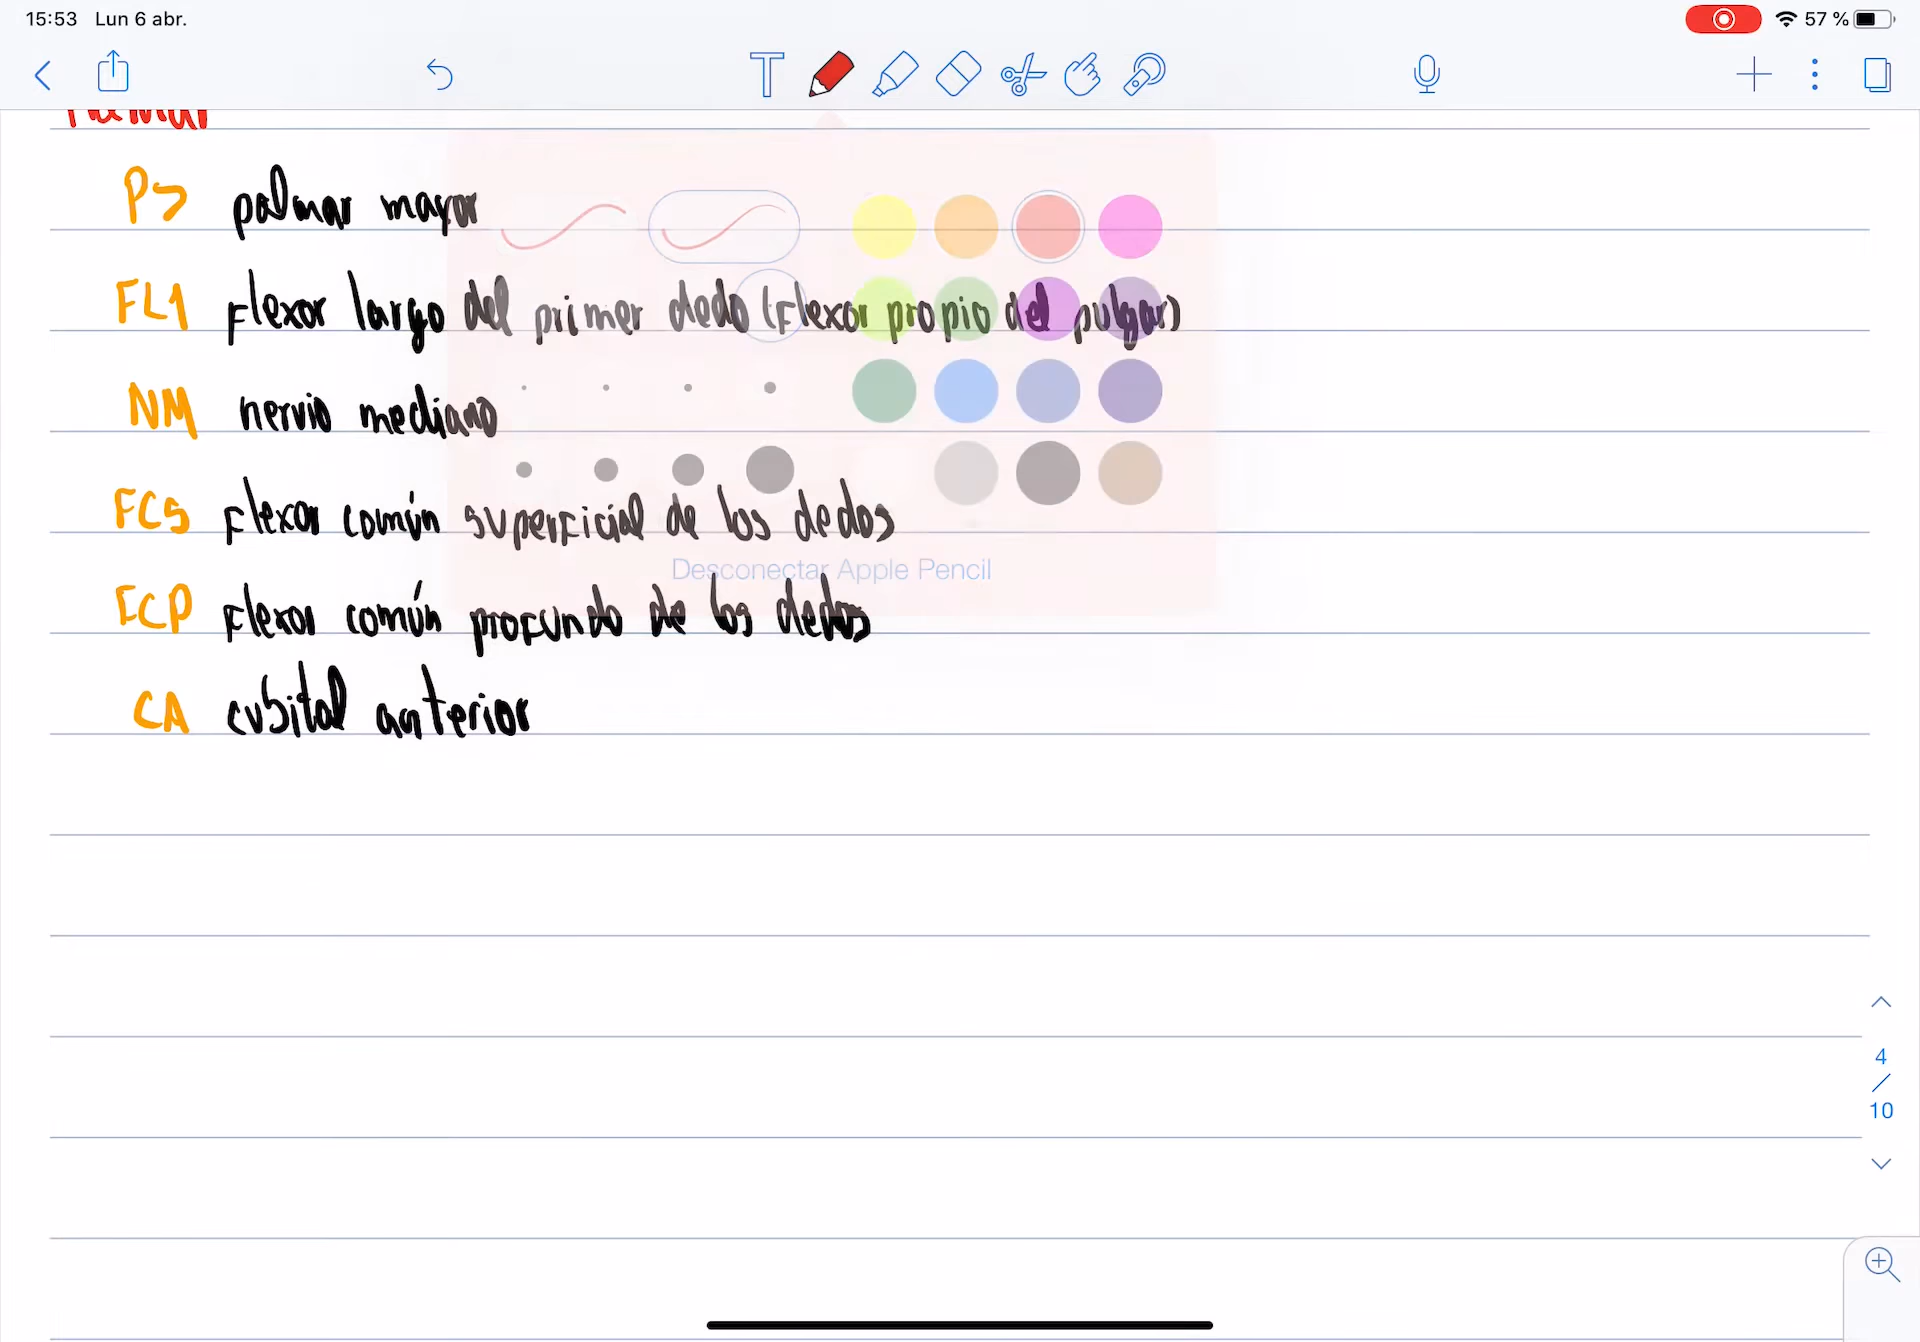 15:53 Lun 6 abr. 57 %
T
P> palmar mayor
FL1 Flexor largo del primer dedo (Flexor propio del pulgar)
NM nervio mediano
FCS Flexor común superficial de los dedos
Desconectar Apple Pencil
FCP Flexor común profundo de los dedos
CA cubital anterior
4
/
10